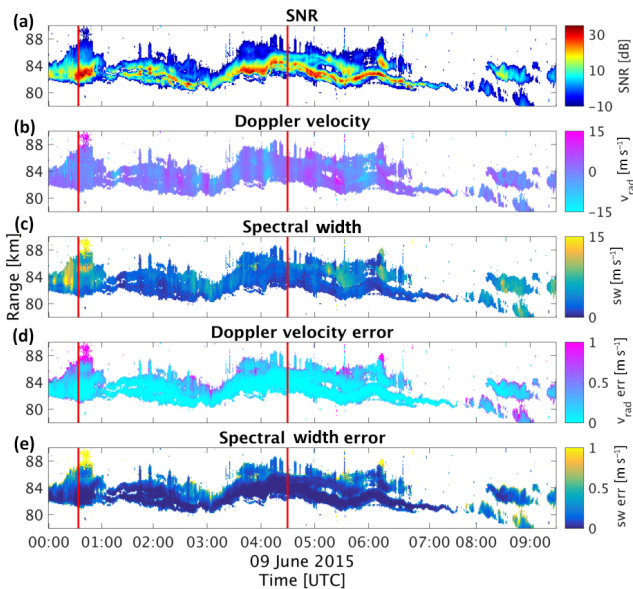 (a) SNR
88
84
80
30
10
−10
SNR [dB]
(b) Doppler velocity
88
84
80
15
0
−15
v_rad [m s⁻¹]
(c) Spectral width
88
84
80
15
0
sw [m s⁻¹]
Range [km]
(d) Doppler velocity error
88
84
80
1
0.5
0
v_rad err [m s⁻¹]
(e) Spectral width error
88
84
80
1
0.5
0
sw err [m s⁻¹]
00:00 01:00 02:00 03:00 04:00 05:00 06:00 07:00 08:00 09:00
09 June 2015
Time [UTC]